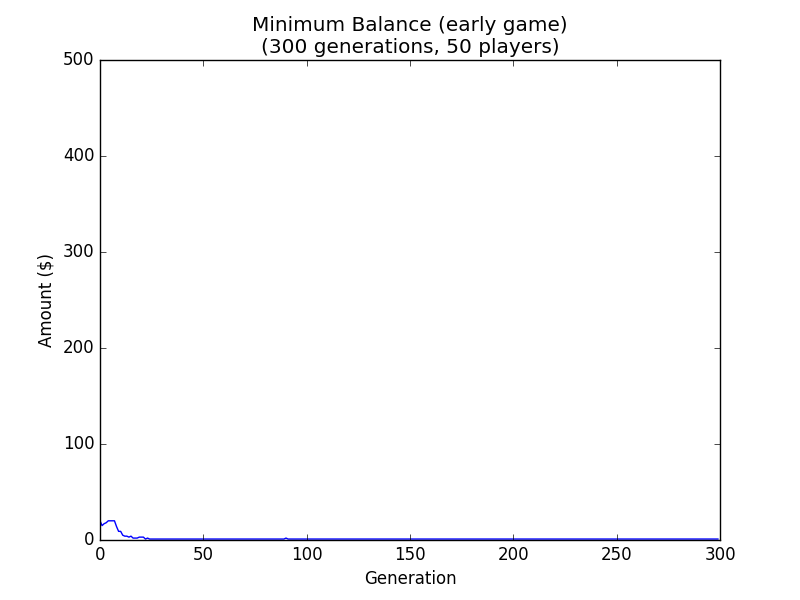 Minimum Balance (early game)
(300 generations, 50 players)
500
400
300
200
100
0
Amount ($)
0 50 100 150 200 250 300
Generation